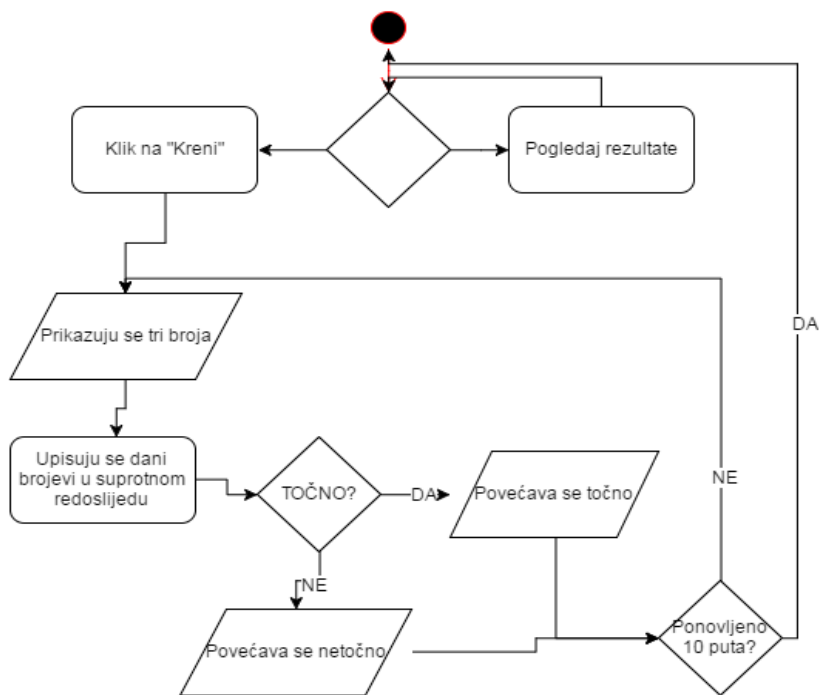 Klik na "Kreni"
Pogledaj rezultate
Prikazuju se tri broja
DA
Upisuju se dani
brojevi u suprotnom
redoslijedu
TOČNO?
DA
Povećava se točno
NE
NE
Povećava se netočno
Ponovljeno
10 puta?